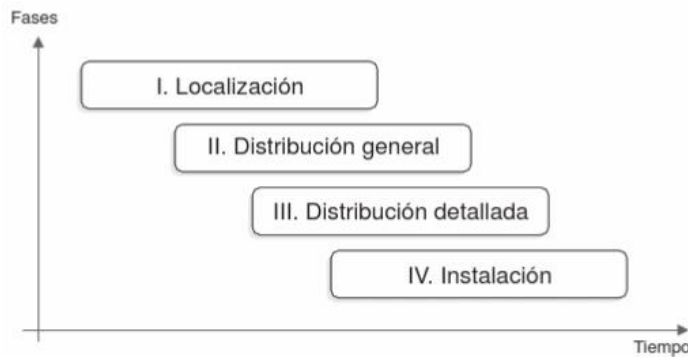 Fases
I. Localización
II. Distribución general
III. Distribución detallada
IV. Instalación
Tiempo